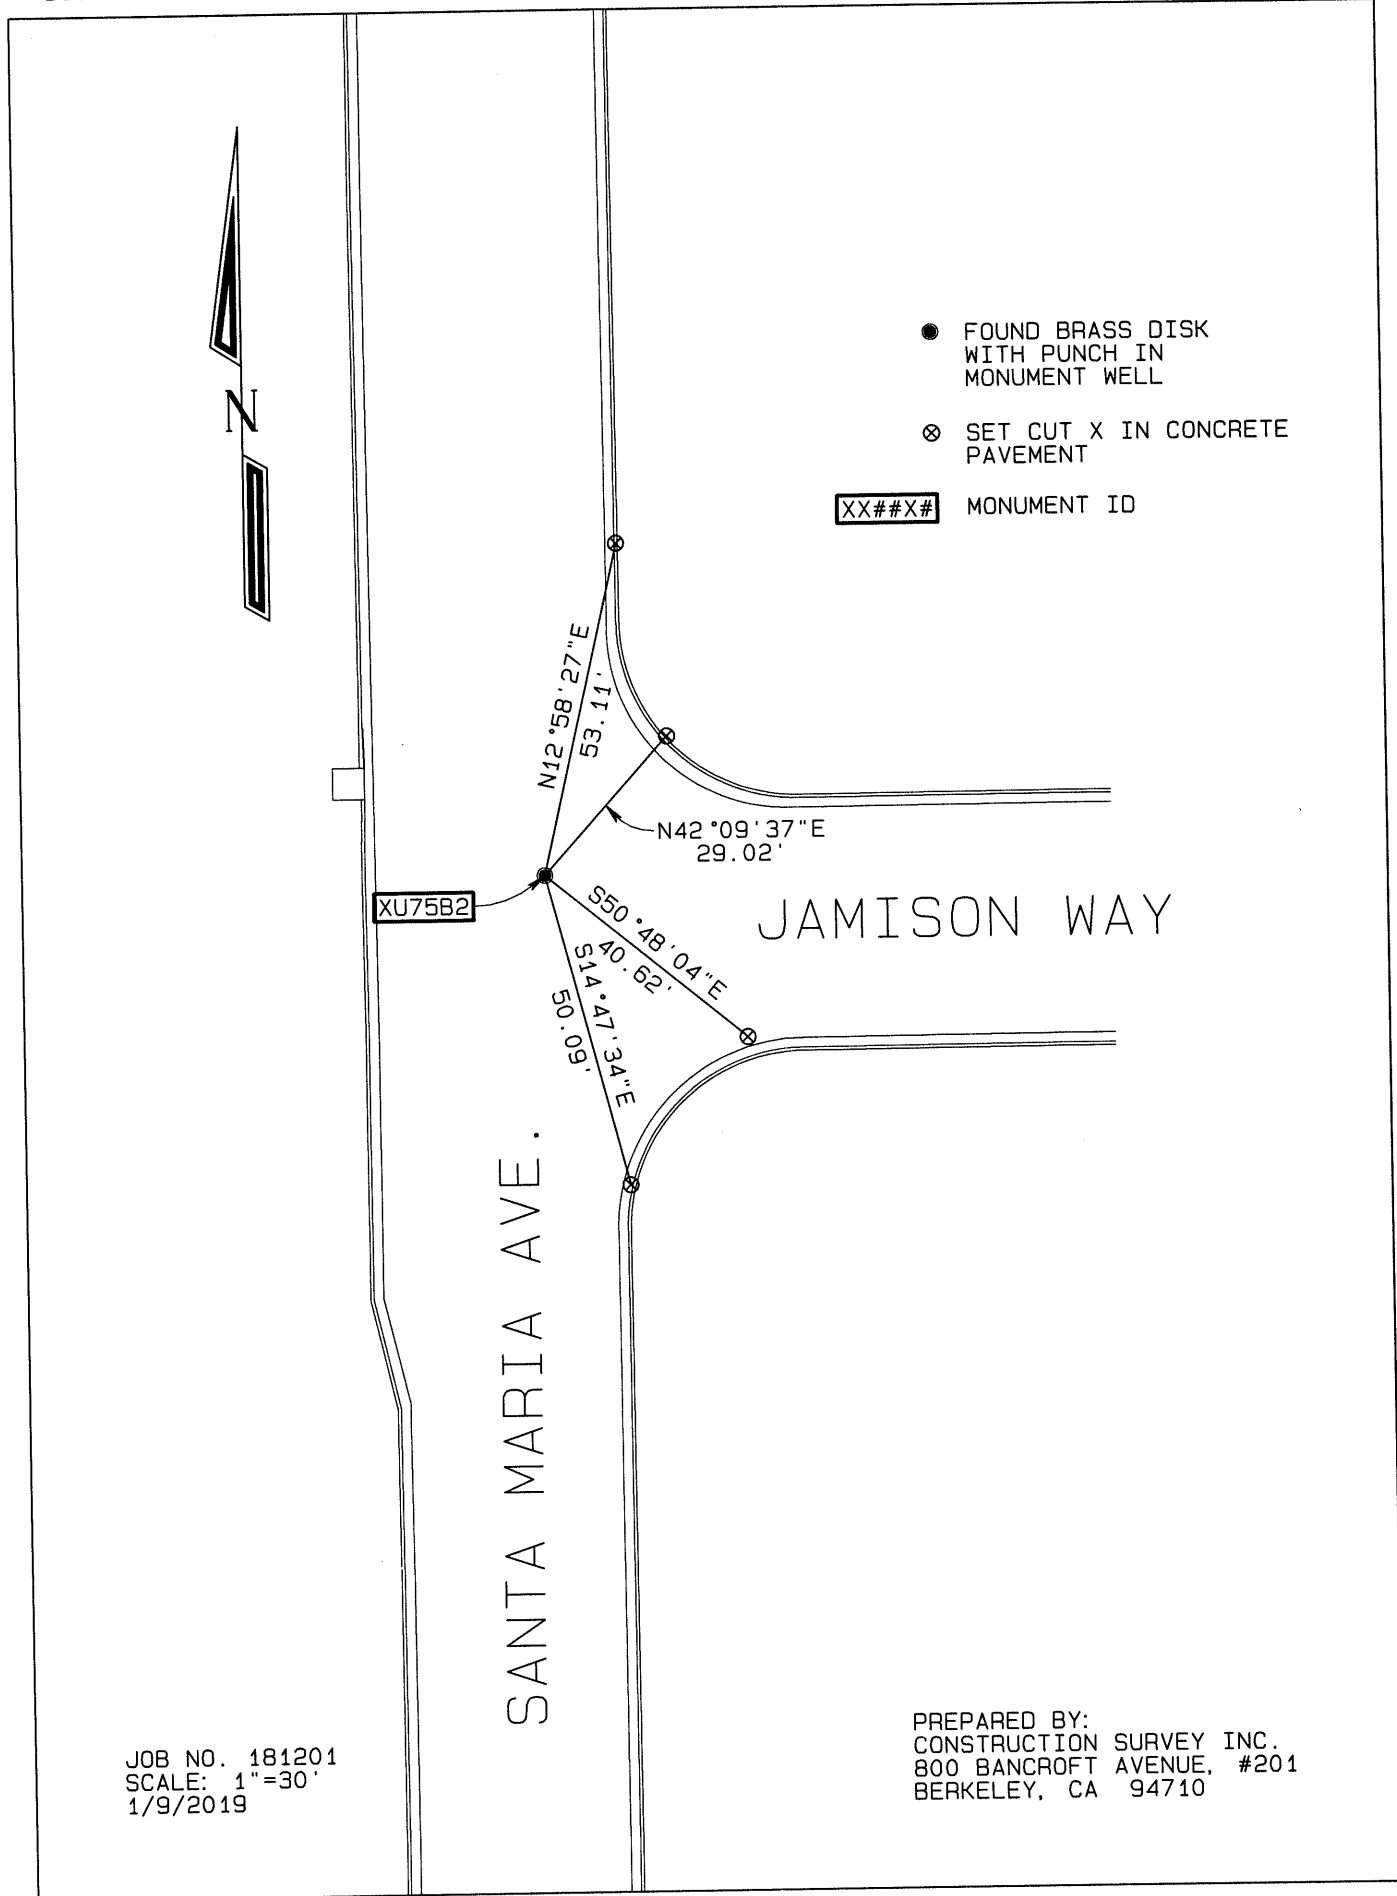 N
FOUND BRASS DISK
WITH PUNCH IN
MONUMENT WELL
SET CUT X IN CONCRETE
PAVEMENT
XX##X#
MONUMENT ID
N12°58'27"E
53.11'
N42°09'37"E
29.02'
XU75B2
S50°48'04"E
40.62'
S14°47'34"E
50.09'
JAMISON WAY
SANTA MARIA AVE.
JOB NO. 181201
SCALE: 1"=30'
1/9/2019
PREPARED BY:
CONSTRUCTION SURVEY INC.
800 BANCROFT AVENUE, #201
BERKELEY, CA 94710